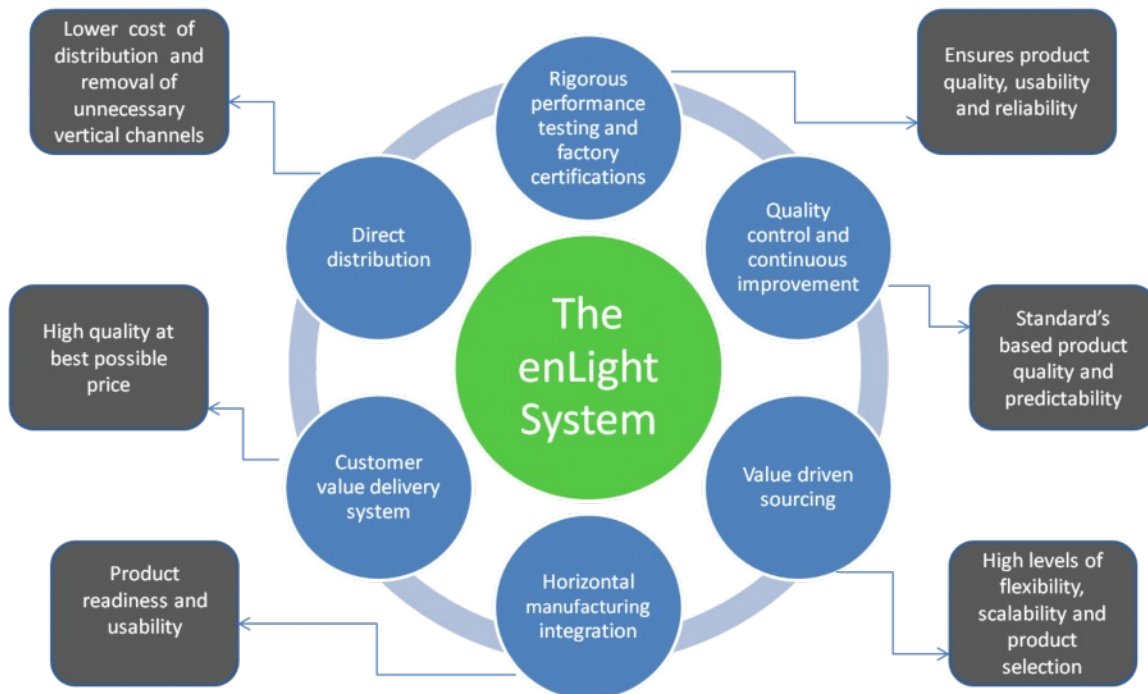 Lower cost of
distribution and
removal of
unnecessary
vertical channels
Rigorous
performance
testing and
factory
certifications
Ensures product
quality, usability
and reliability
Direct
distribution
Quality
control and
continuous
improvement
The
enLight
System
High quality at
best possible
price
Standard's
based product
quality and
predictability
Customer
value delivery
system
Value driven
sourcing
Product
readiness and
usability
Horizontal
manufacturing
integration
High levels of
flexibility,
scalability and
product
selection